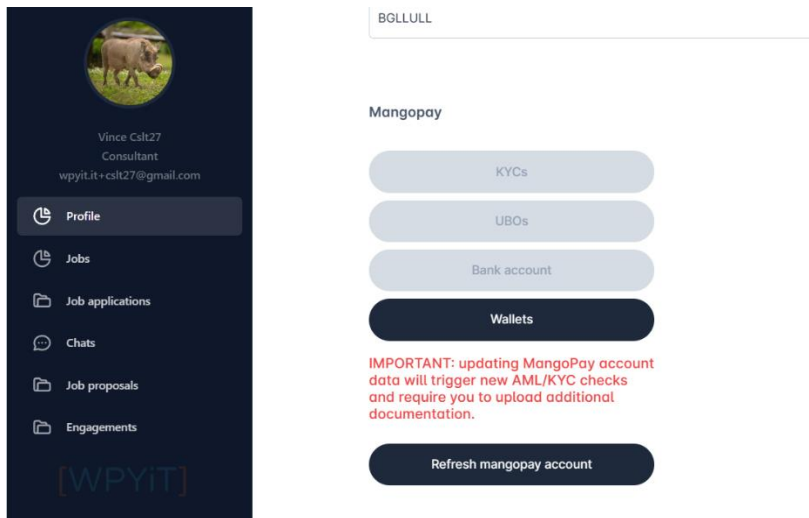 Vince Cslt27
Consultant
wpyit.it+cslt27@gmail.com
Profile
Jobs
Job applications
Chats
Job proposals
Engagements
[WPYiT]
BGLLULL
Mangopay
KYCs
UBOs
Bank account
Wallets
IMPORTANT: updating MangoPay account
data will trigger new AML/KYC checks
and require you to upload additional
documentation.
Refresh mangopay account